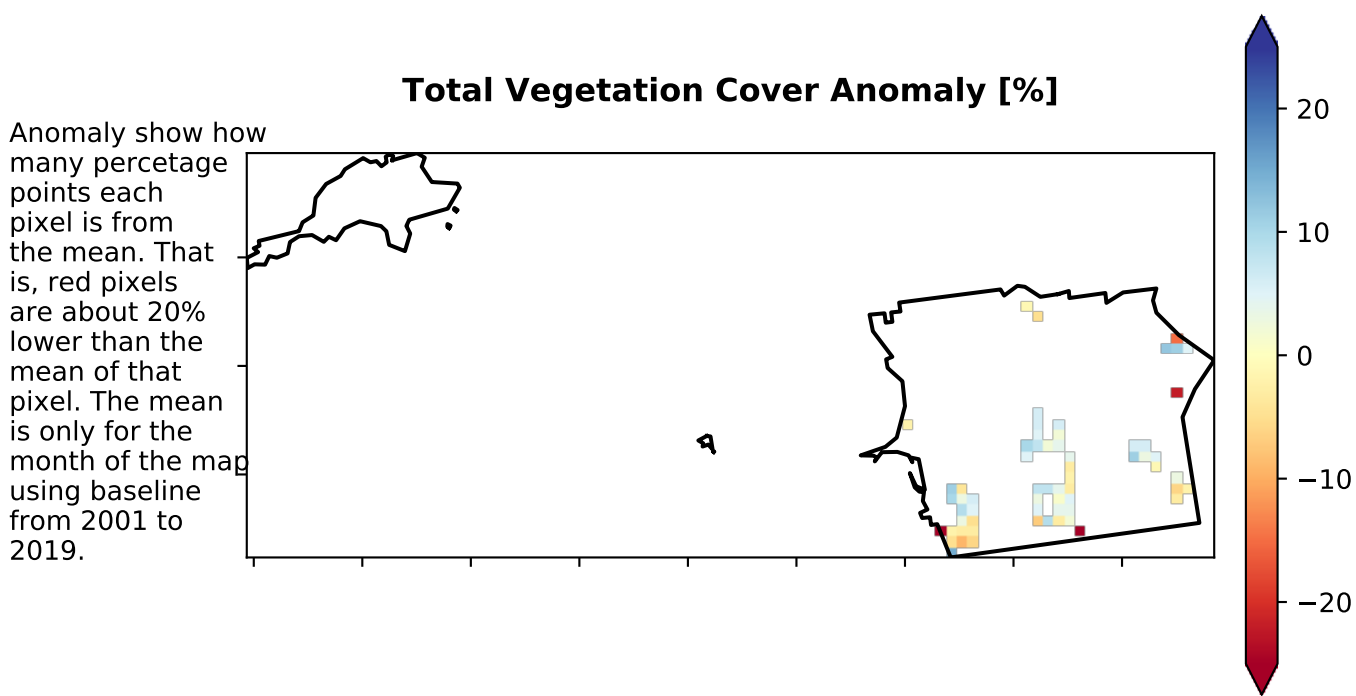 Total Vegetation Cover Anomaly [%]
Anomaly show how
many percetage
points each
pixel is from
the mean. That
is, red pixels
are about 20%
lower than the
mean of that
pixel. The mean
is only for the
month of the map
using baseline
from 2001 to
2019.
20
10
0
−10
−20